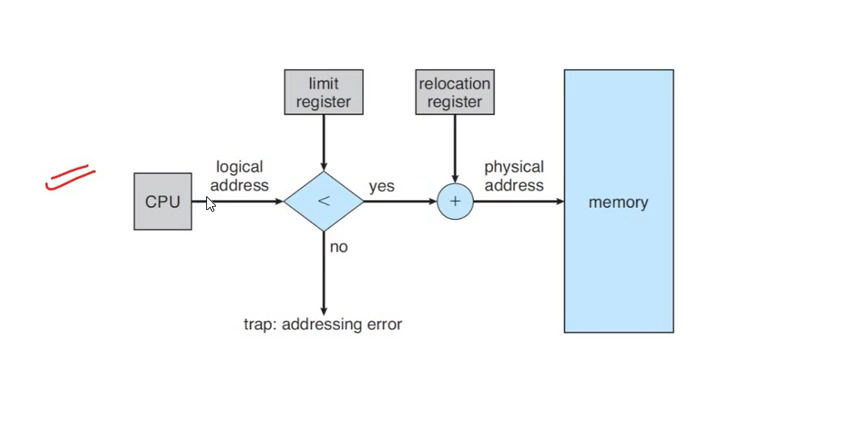 limit
register
relocation
register
logical
address
physical
address
CPU
<
yes
+
memory
no
trap: addressing error